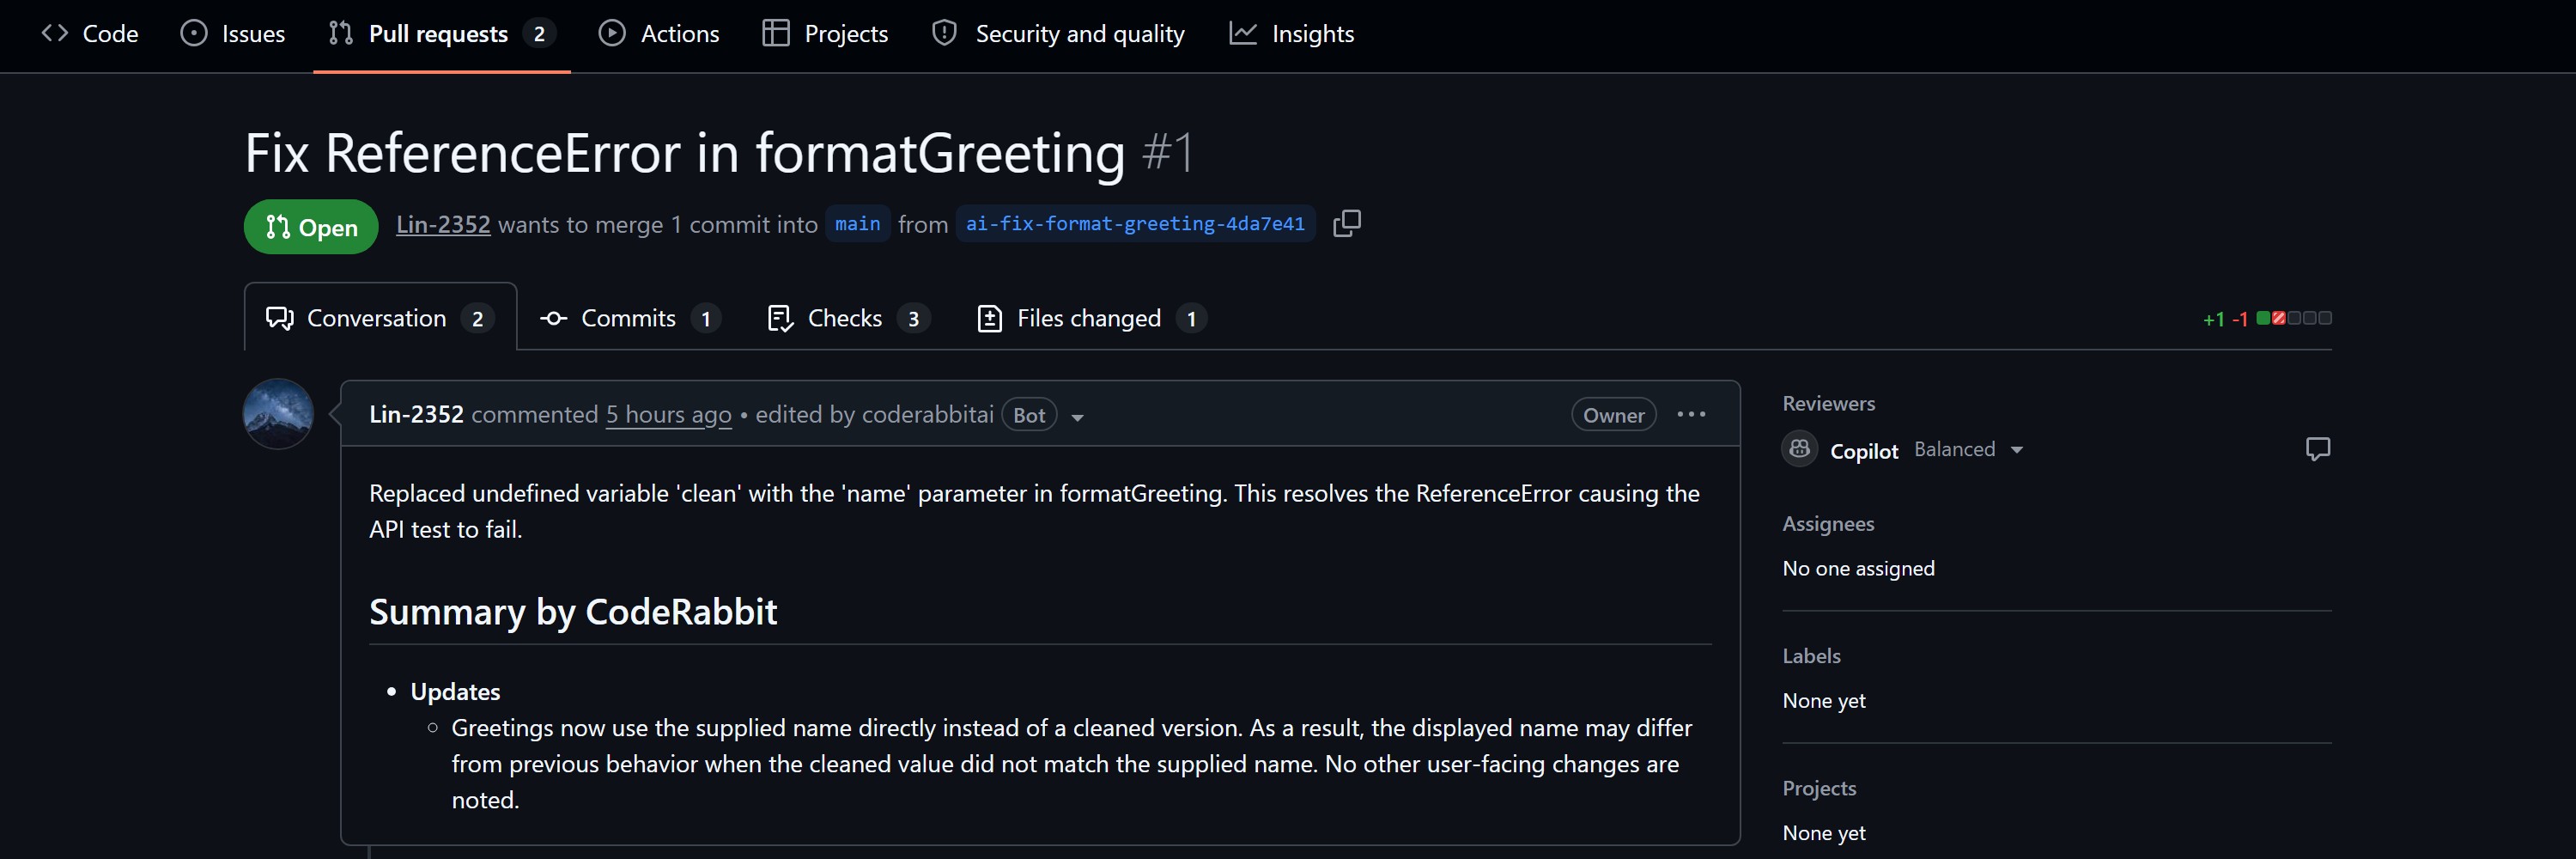 Code Issues Pull requests 2 Actions Projects Security and quality Insights
Fix ReferenceError in formatGreeting #1
Open Lin-2352 wants to merge 1 commit into main from ai-fix-format-greeting-4da7e41
Conversation 2 Commits 1 Checks 3 Files changed 1 +1 -1
Lin-2352 commented 5 hours ago • edited by coderabbitai Bot Owner
Replaced undefined variable 'clean' with the 'name' parameter in formatGreeting. This resolves the ReferenceError causing the
API test to fail.
Summary by CodeRabbit
• Updates
◦ Greetings now use the supplied name directly instead of a cleaned version. As a result, the displayed name may differ
from previous behavior when the cleaned value did not match the supplied name. No other user-facing changes are
noted.
Reviewers
Copilot Balanced
Assignees
No one assigned
Labels
None yet
Projects
None yet